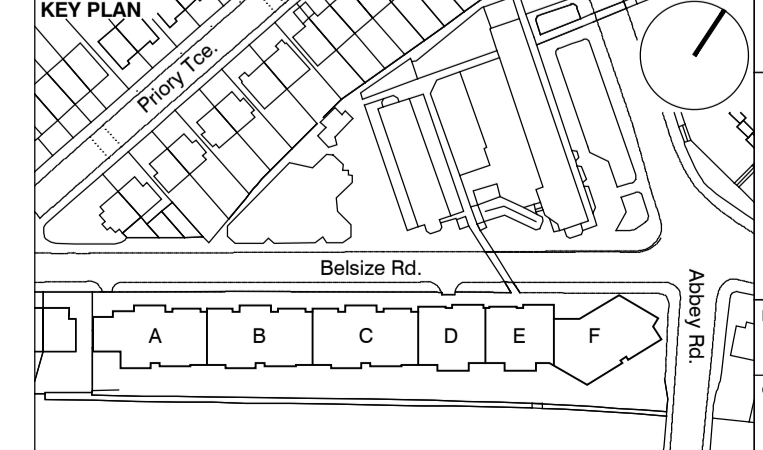 KEY PLAN
Priory Tce.
Belsize Rd.
Abbey Rd.
A B C D E F